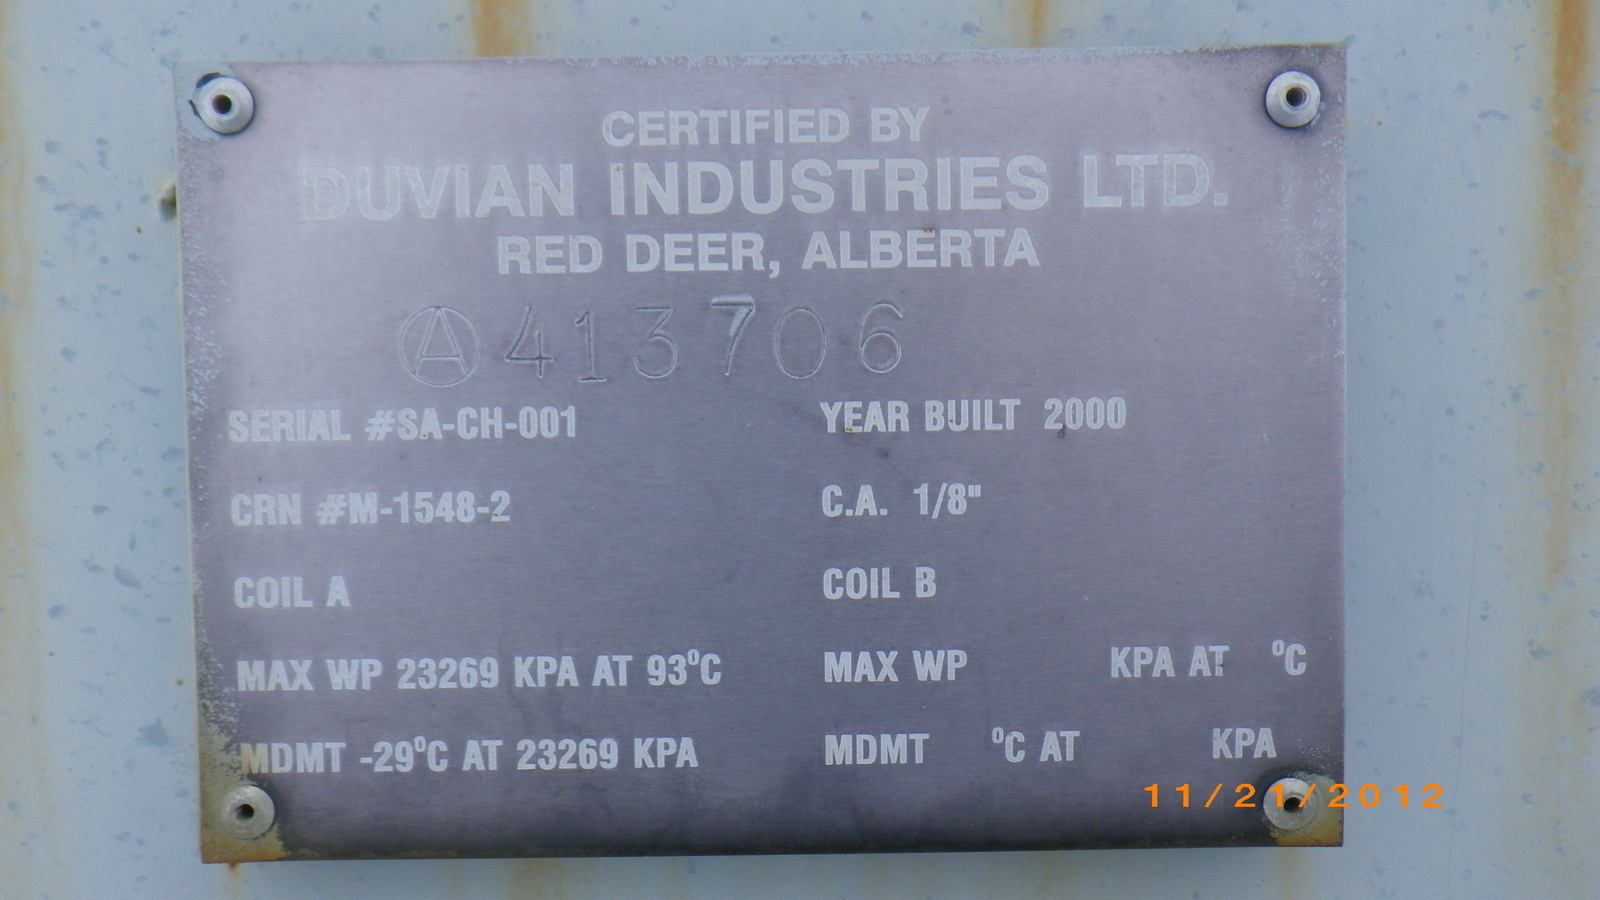 CERTIFIED BY
DUVIAN INDUSTRIES LTD.
RED DEER, ALBERTA
Ⓐ413706
SERIAL #SA-CH-001 YEAR BUILT 2000
CRN #M-1548-2 C.A. 1/8"
COIL A COIL B
MAX WP 23269 KPA AT 93°C MAX WP KPA AT °C
MDMT -29°C AT 23269 KPA MDMT °C AT KPA
11/21/2012